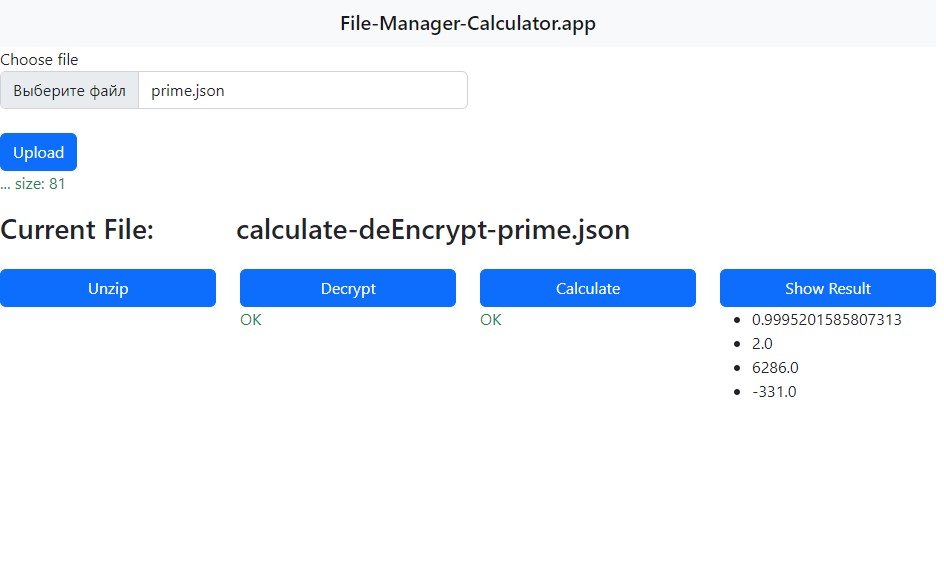 File-Manager-Calculator.app
Choose file
Выберите файл prime.json
Upload
... size: 81
Current File: calculate-deEncrypt-prime.json
Unzip Decrypt Calculate Show Result
OK OK 0.9995201585807313
2.0
6286.0
-331.0